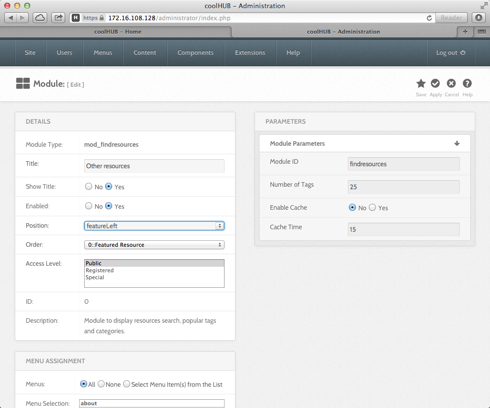 coolHUB – Administration
https 172.16.108.128/administrator/index.php
Reader
coolHUB - Home
coolHUB – Administration
Site Users Menus Content Components Extensions Help Log out
Module: [ Edit ]
Save Apply Cancel Help
DETAILS
Module Type: mod_findresources
Title: Other resources
Show Title: No Yes
Enabled: No Yes
Position: featureLeft
Order: 0::Featured Resource
Access Level: Public
Registered
Special
ID: 0
Description: Module to display resources search, popular tags
and categories.
MENU ASSIGNMENT
Menus: All None Select Menu Item(s) from the List
Menu Selection: about
PARAMETERS
Module Parameters
Module ID findresources
Number of Tags 25
Enable Cache No Yes
Cache Time 15